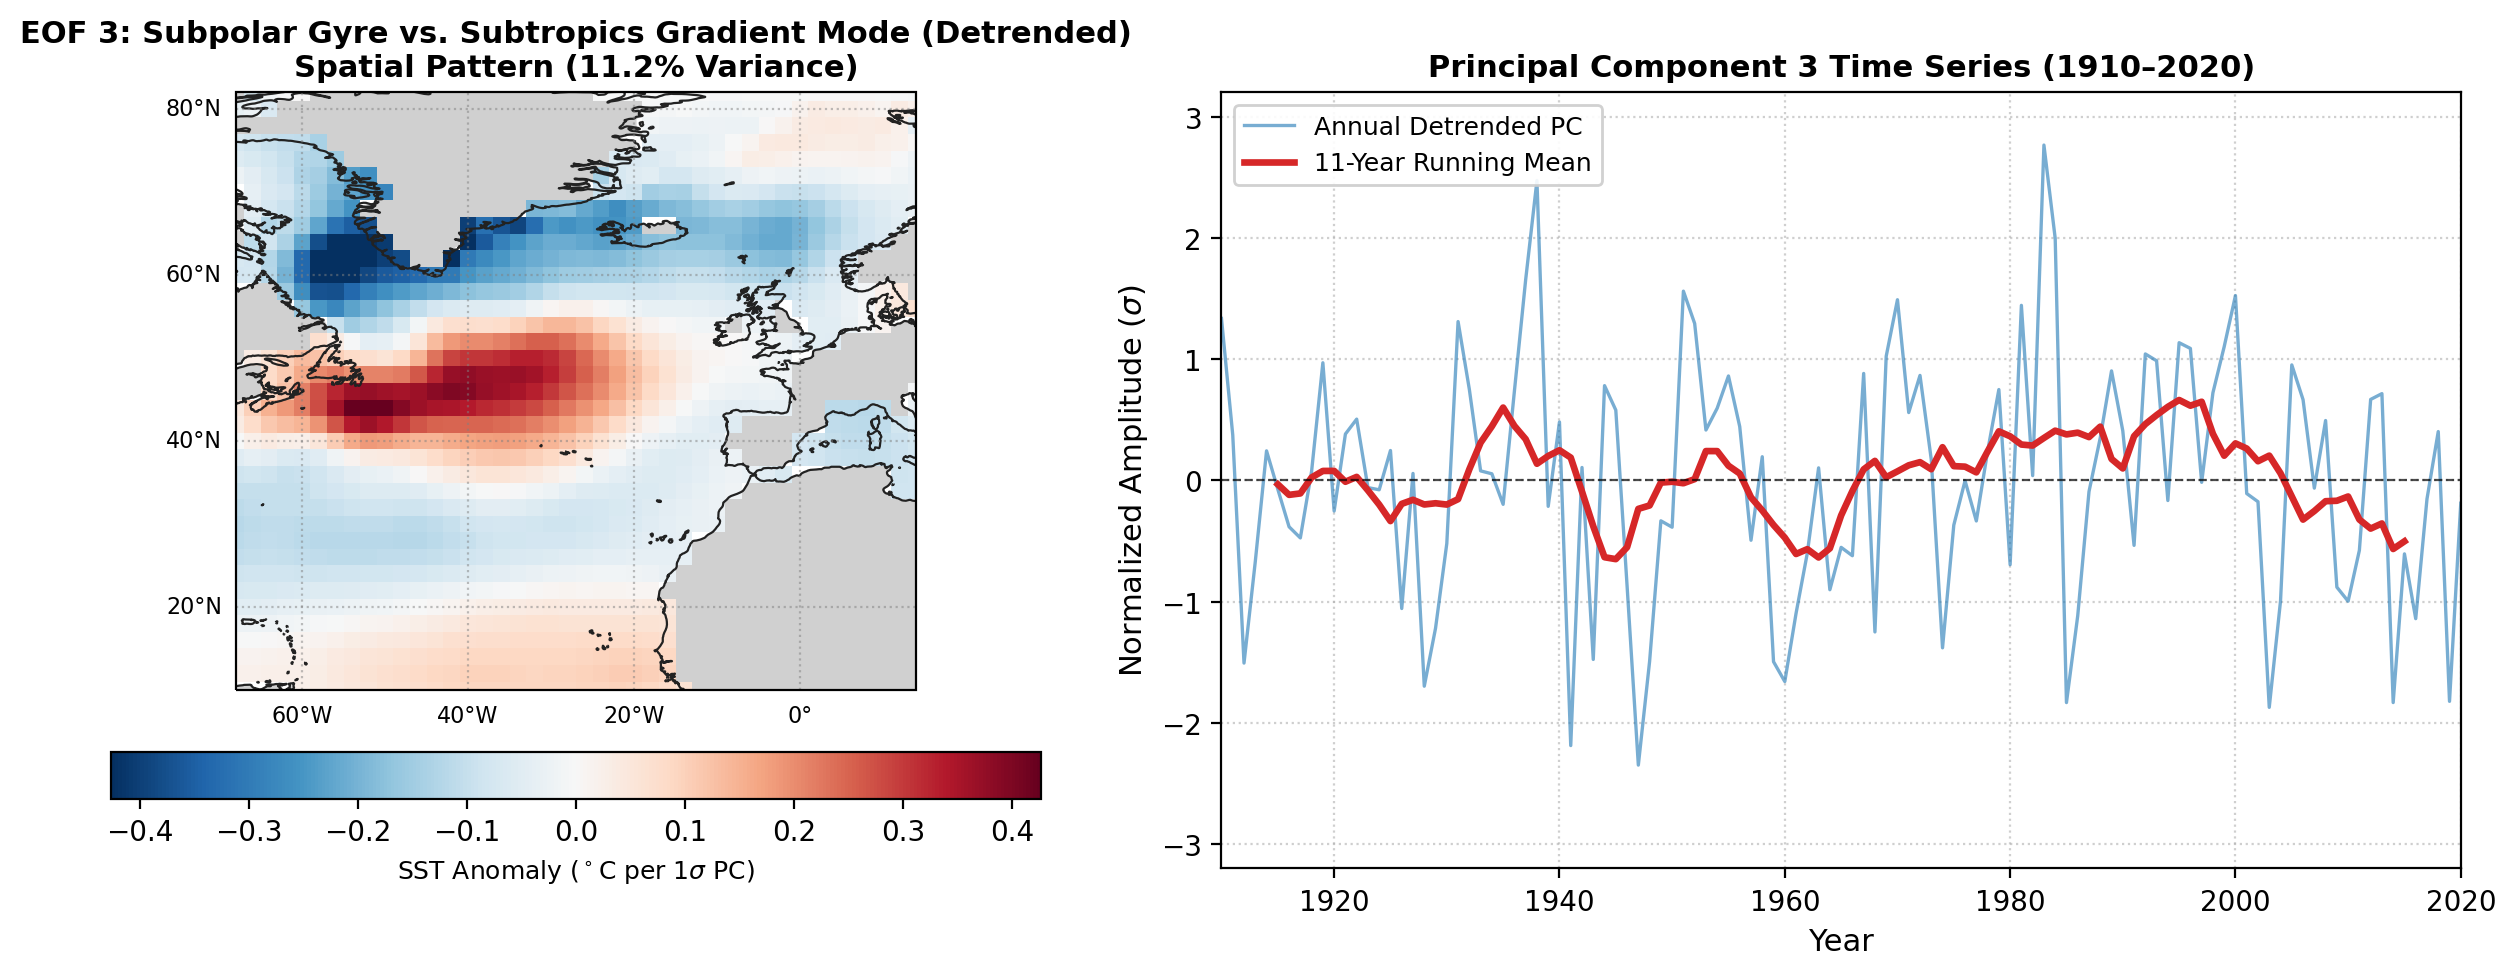 EOF 3: Subpolar Gyre vs. Subtropics Gradient Mode (Detrended)
Spatial Pattern (11.2% Variance)
80°N
60°N
40°N
20°N
60°W
40°W
20°W
0°
−0.4
−0.3
−0.2
−0.1
0.0
0.1
0.2
0.3
0.4
SST Anomaly (°C per 1σ PC)
Principal Component 3 Time Series (1910–2020)
Annual Detrended PC
11-Year Running Mean
Normalized Amplitude (σ)
3
2
1
0
−1
−2
−3
1920
1940
1960
1980
2000
2020
Year